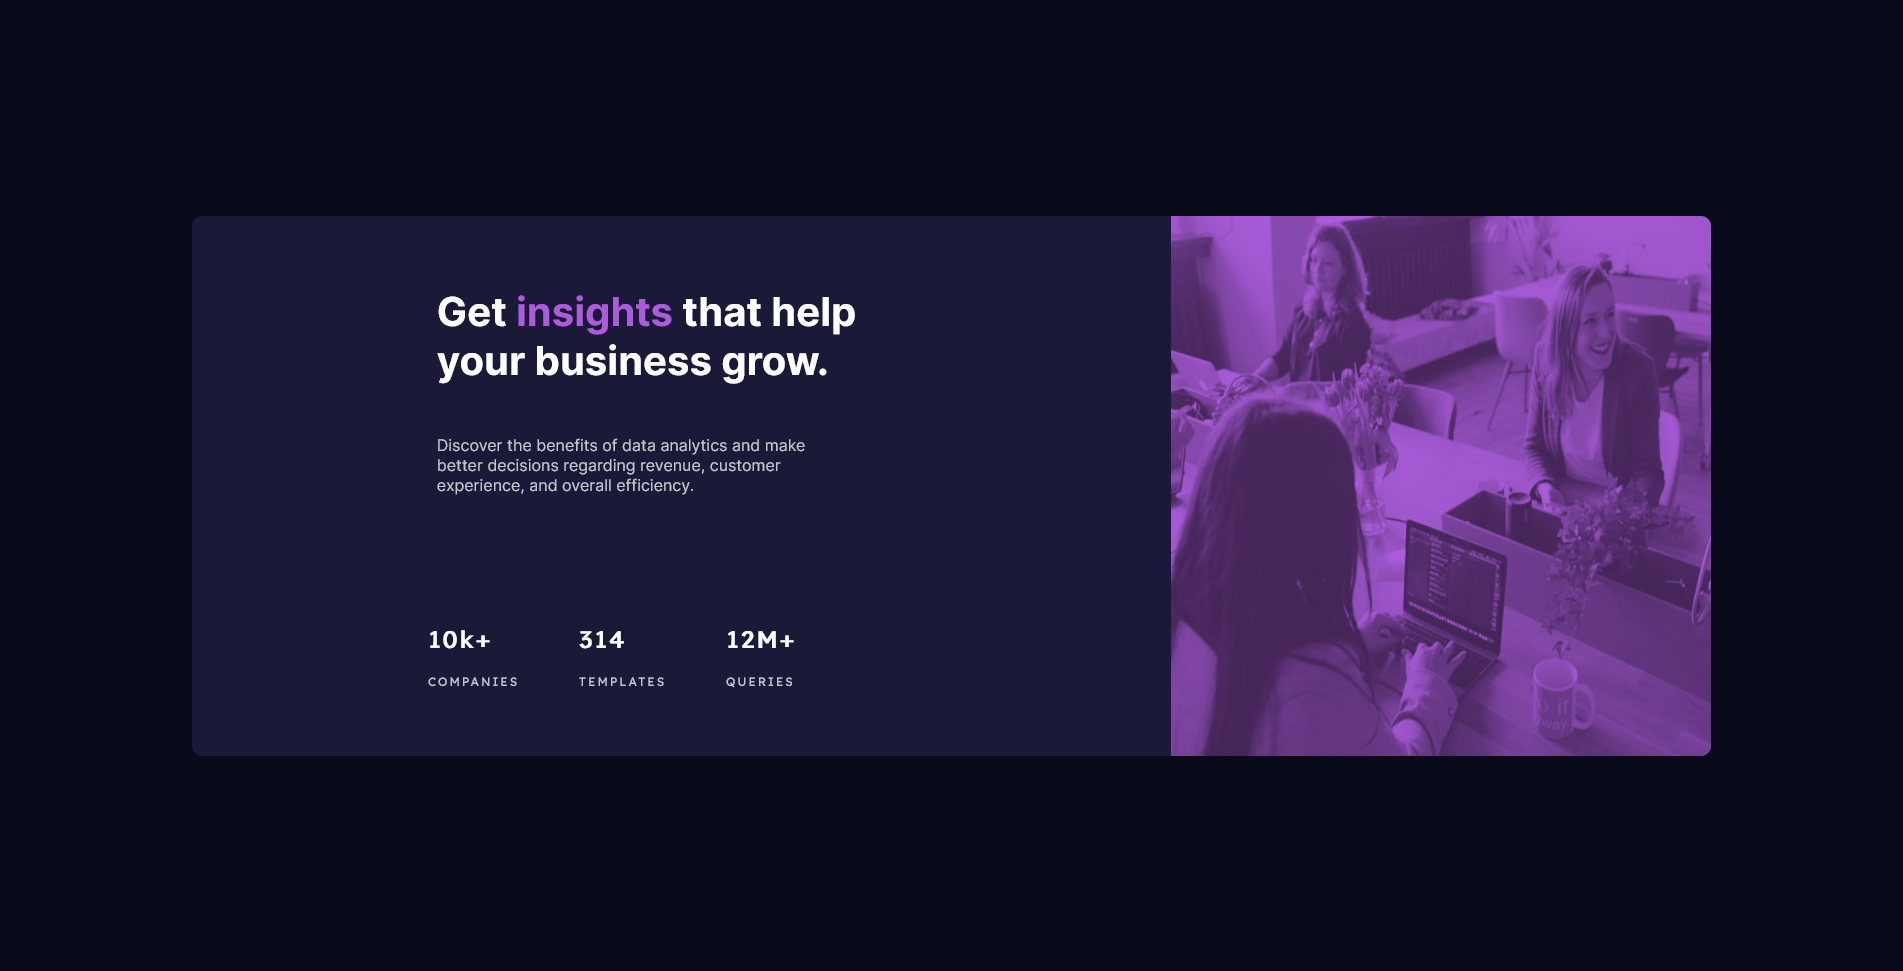 Get insights that help
your business grow.
Discover the benefits of data analytics and make
better decisions regarding revenue, customer
experience, and overall efficiency.
10k+ 314 12M+
COMPANIES TEMPLATES QUERIES